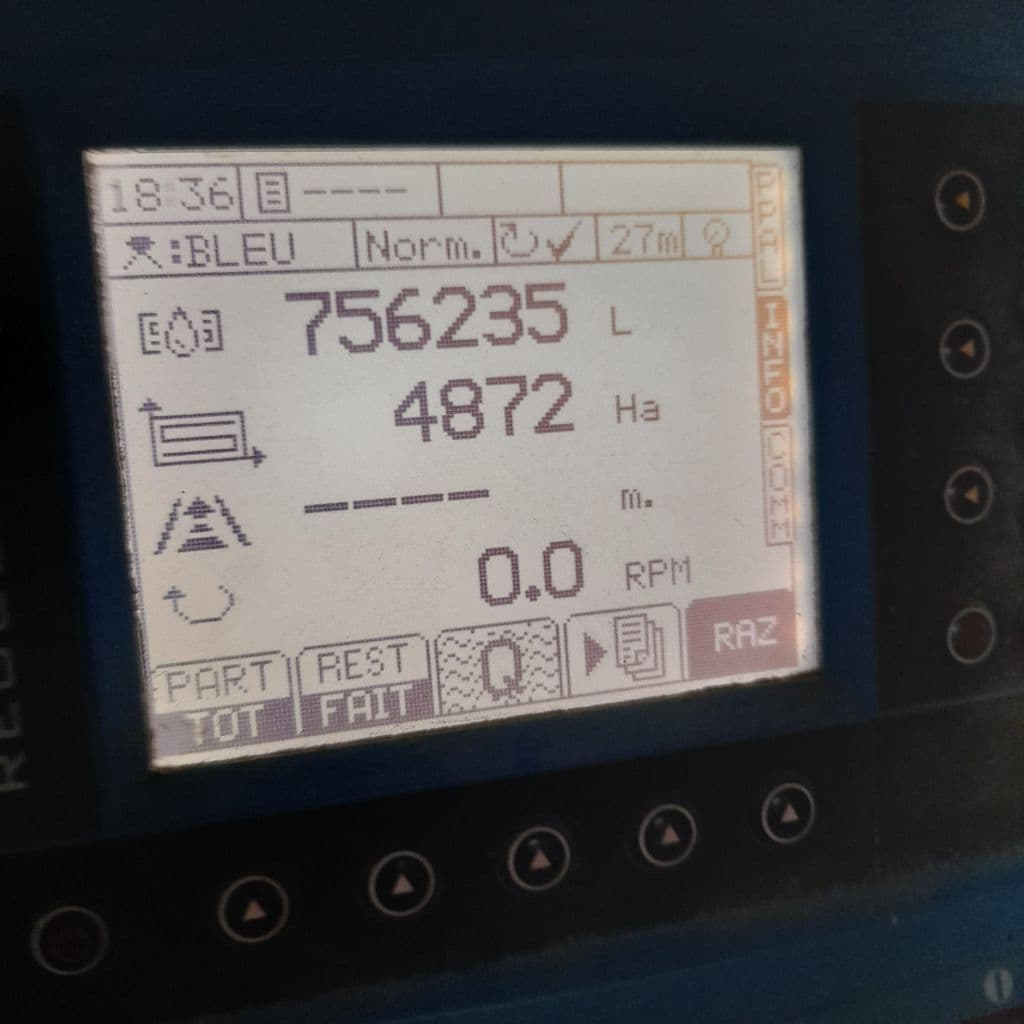 18:36 ----
:BLEU Norm. 27m
756235 L
4872 Ha
---- m.
0.0 RPM
PART REST Q RAZ
TOT FAIT
PPAL
INFO
COMM